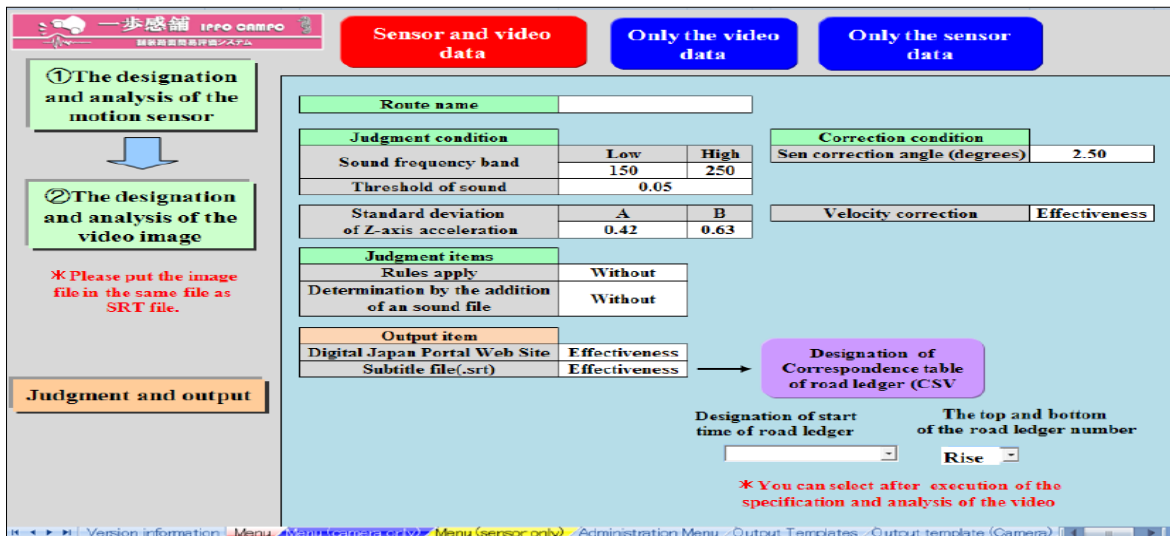 一歩感舗 IPPO CAMPO
Sensor and video
data
Only the video
data
Only the sensor
data
①The designation
and analysis of the
motion sensor
②The designation
and analysis of the
video image
* Please put the image
file in the same file as
SRT file.
Judgment and output
Route name
Judgment condition
Sound frequency band
Low High
150 250
Threshold of sound 0.05
Standard deviation
of Z-axis acceleration
A B
0.42 0.63
Correction condition
Sen correction angle (degrees) 2.50
Velocity correction Effectiveness
Judgment items
Rules apply Without
Determination by the addition
of an sound file
Without
Output item
Digital Japan Portal Web Site Effectiveness
Subtitle file(.srt) Effectiveness
Designation of
Correspondence table
of road ledger (CSV
Designation of start
time of road ledger
The top and bottom
of the road ledger number
Rise
* You can select after execution of the
specification and analysis of the video
Version information Menu Menu (camera only) Menu (sensor only) Administration Menu Output Templates Output template (Camera)